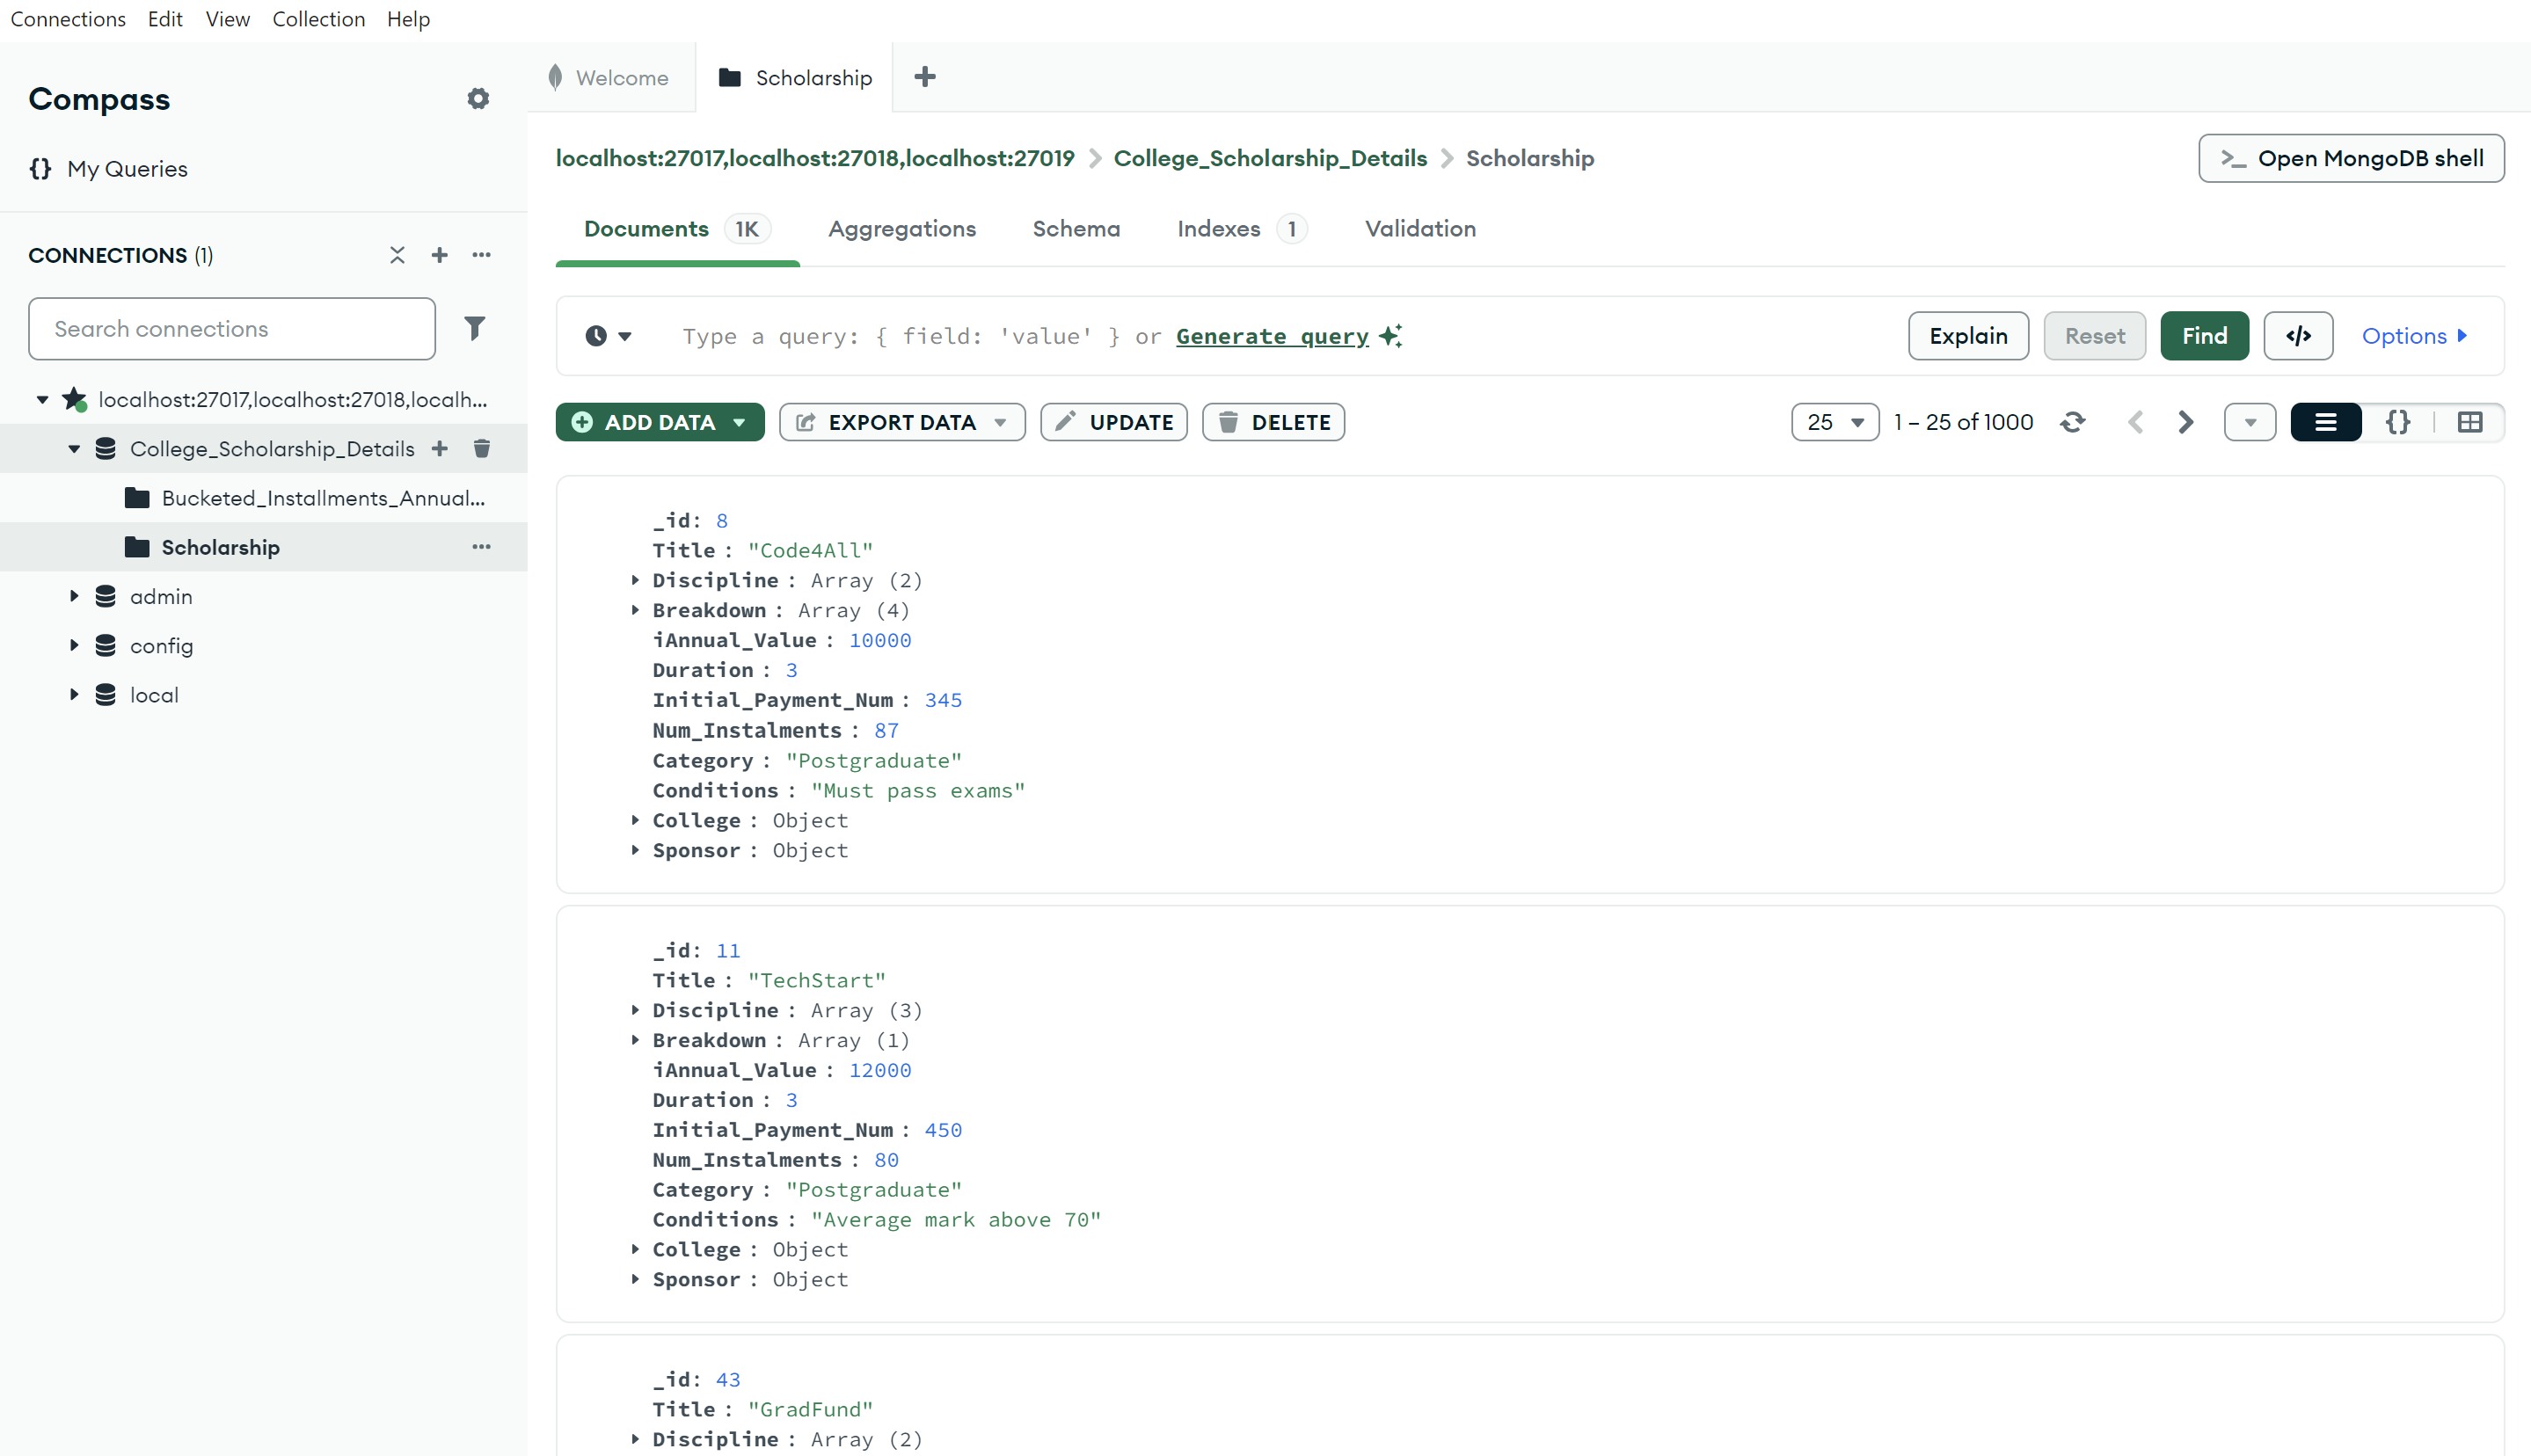 Connections Edit View Collection Help
Compass
My Queries
CONNECTIONS (1)
Search connections
localhost:27017,localhost:27018,localh...
College_Scholarship_Details
Bucketed_Installments_Annual...
Scholarship
admin
config
local
Welcome Scholarship
localhost:27017,localhost:27018,localhost:27019 College_Scholarship_Details Scholarship
>_ Open MongoDB shell
Documents 1K Aggregations Schema Indexes 1 Validation
Type a query: { field: 'value' } or Generate query
Explain Reset Find </> Options
ADD DATA EXPORT DATA UPDATE DELETE
25 1 – 25 of 1000 {}
_id: 8
Title : "Code4All"
Discipline : Array (2)
Breakdown : Array (4)
iAnnual_Value : 10000
Duration : 3
Initial_Payment_Num : 345
Num_Instalments : 87
Category : "Postgraduate"
Conditions : "Must pass exams"
College : Object
Sponsor : Object
_id: 11
Title : "TechStart"
Discipline : Array (3)
Breakdown : Array (1)
iAnnual_Value : 12000
Duration : 3
Initial_Payment_Num : 450
Num_Instalments : 80
Category : "Postgraduate"
Conditions : "Average mark above 70"
College : Object
Sponsor : Object
_id: 43
Title : "GradFund"
Discipline : Array (2)